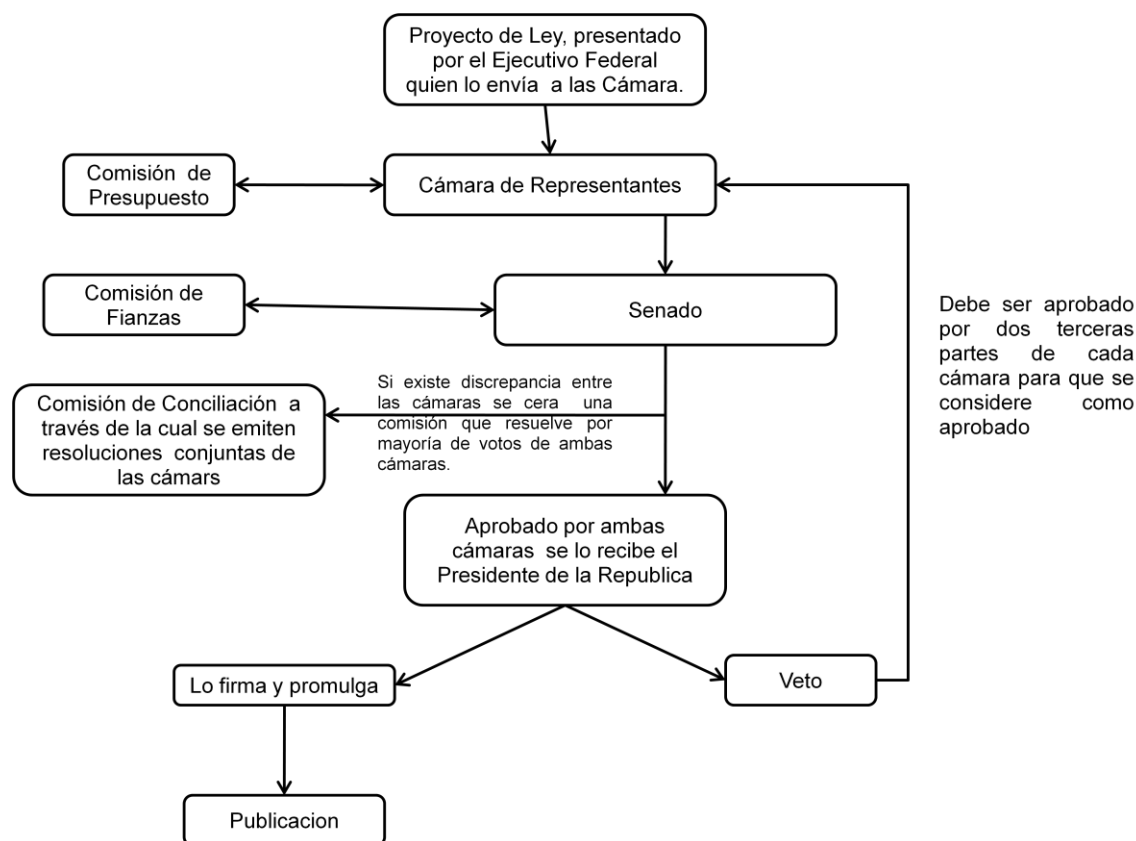 Proyecto de Ley, presentado
por el Ejecutivo Federal
quien lo envía a las Cámara.
Comisión de
Presupuesto
Cámara de Representantes
Comisión de
Fianzas
Senado
Debe ser aprobado
por dos terceras
partes de cada
cámara para que se
considere como
aprobado
Si existe discrepancia entre
las cámaras se cera una
comisión que resuelve por
mayoría de votos de ambas
cámaras.
Comisión de Conciliación a
través de la cual se emiten
resoluciones conjuntas de
las cámars
Aprobado por ambas
cámaras se lo recibe el
Presidente de la Republica
Lo firma y promulga
Veto
Publicacion